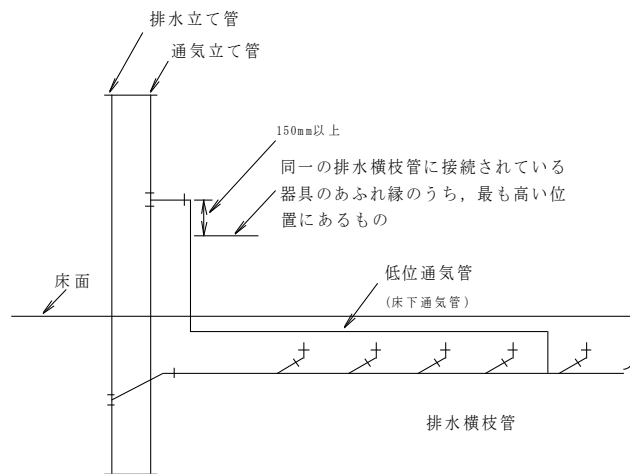 排水立て管
通気立て管
150mm以上
同一の排水横枝管に接続されている
器具のあふれ縁のうち，最も高い位
置にあるもの
床面
低位通気管
(床下通気管)
排水横枝管